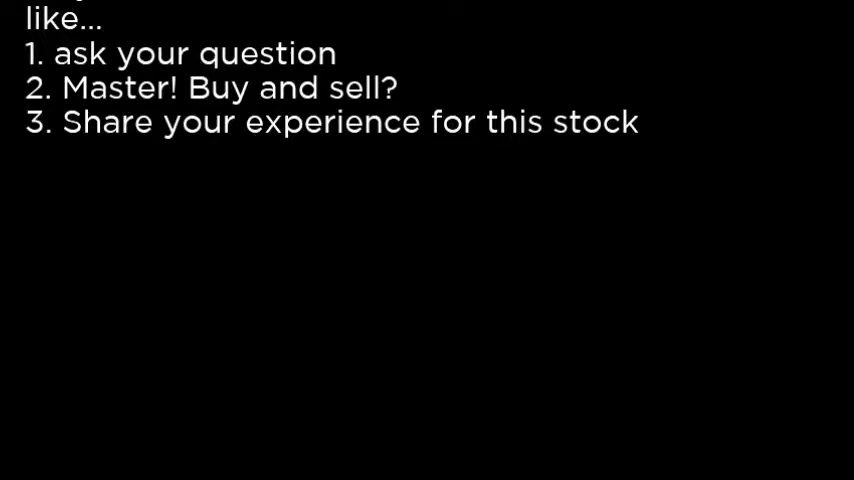 like...
1. ask your question
2. Master! Buy and sell?
3. Share your experience for this stock